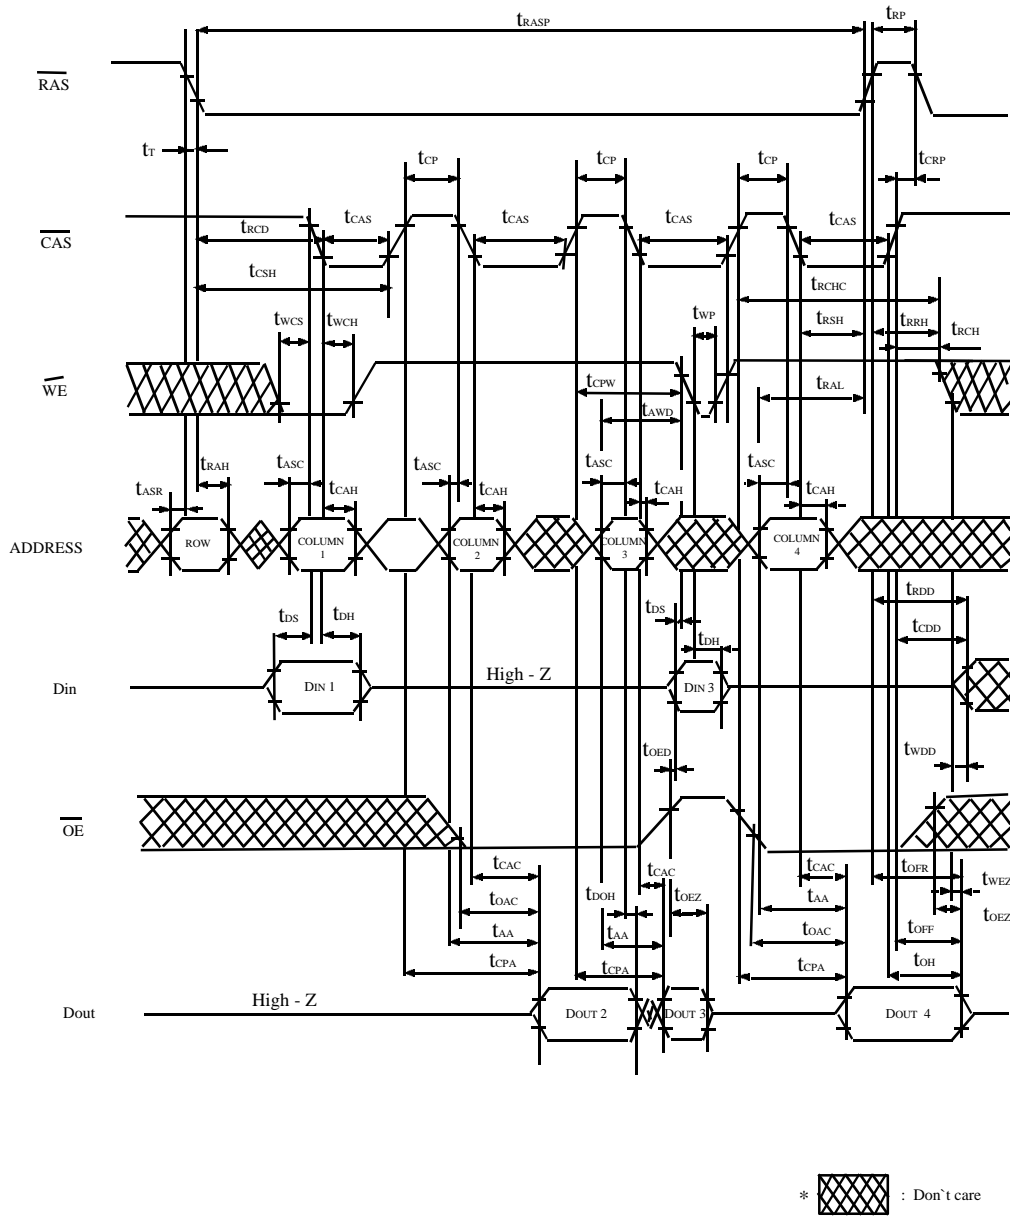 tRASP tRP
RAS
tT tCP tCP tCP tCRP
CAS tRCD tCAS tCAS tCAS tCAS
tCSH tRCHC
tWCS tWCH tWP tRSH tRRH tRCH
WE tCPW tRAL
tAWD
tASR tRAH tASC tCAH tASC tCAH tASC tCAH tASC tCAH
ADDRESS ROW COLUMN 1 COLUMN 2 COLUMN 3 COLUMN 4
tDS tDH tDS tDH tRDD
tCDD
Din DIN 1 High - Z DIN 3
tOED tWDD
OE
tCAC tCAC tCAC tOFR tWEZ
tOAC tDOH tOEZ tAA tOEZ
tAA tAA tOAC tOFF
tCPA tCPA tCPA tOH
Dout High - Z DOUT 2 DOUT 3 DOUT 4
* : Don`t care